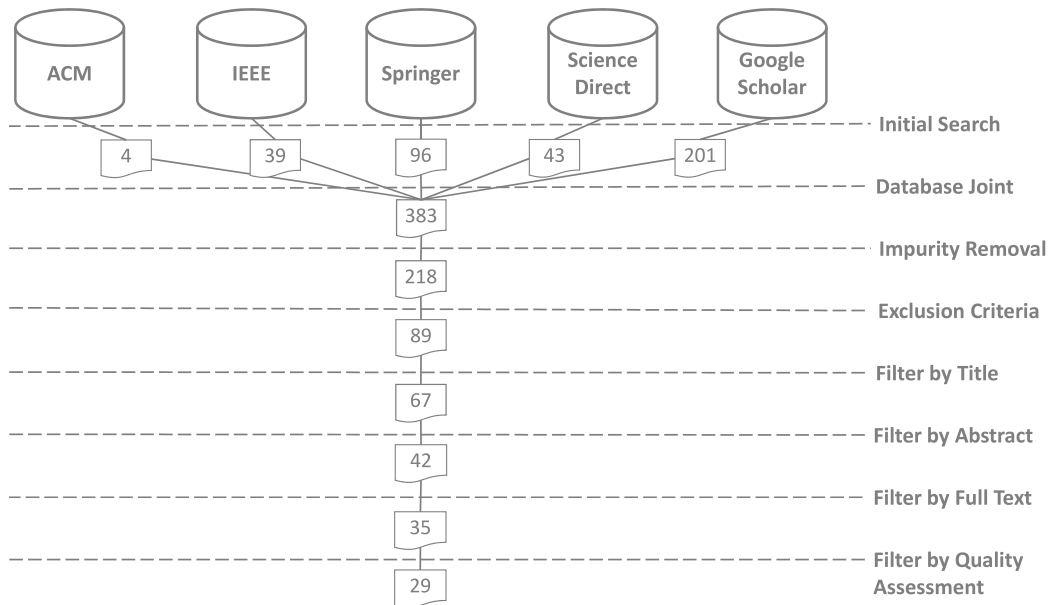 ACM
IEEE
Springer
Science
Direct
Google
Scholar
Initial Search
4
39
96
43
201
Database Joint
383
Impurity Removal
218
Exclusion Criteria
89
Filter by Title
67
Filter by Abstract
42
Filter by Full Text
35
Filter by Quality
Assessment
29